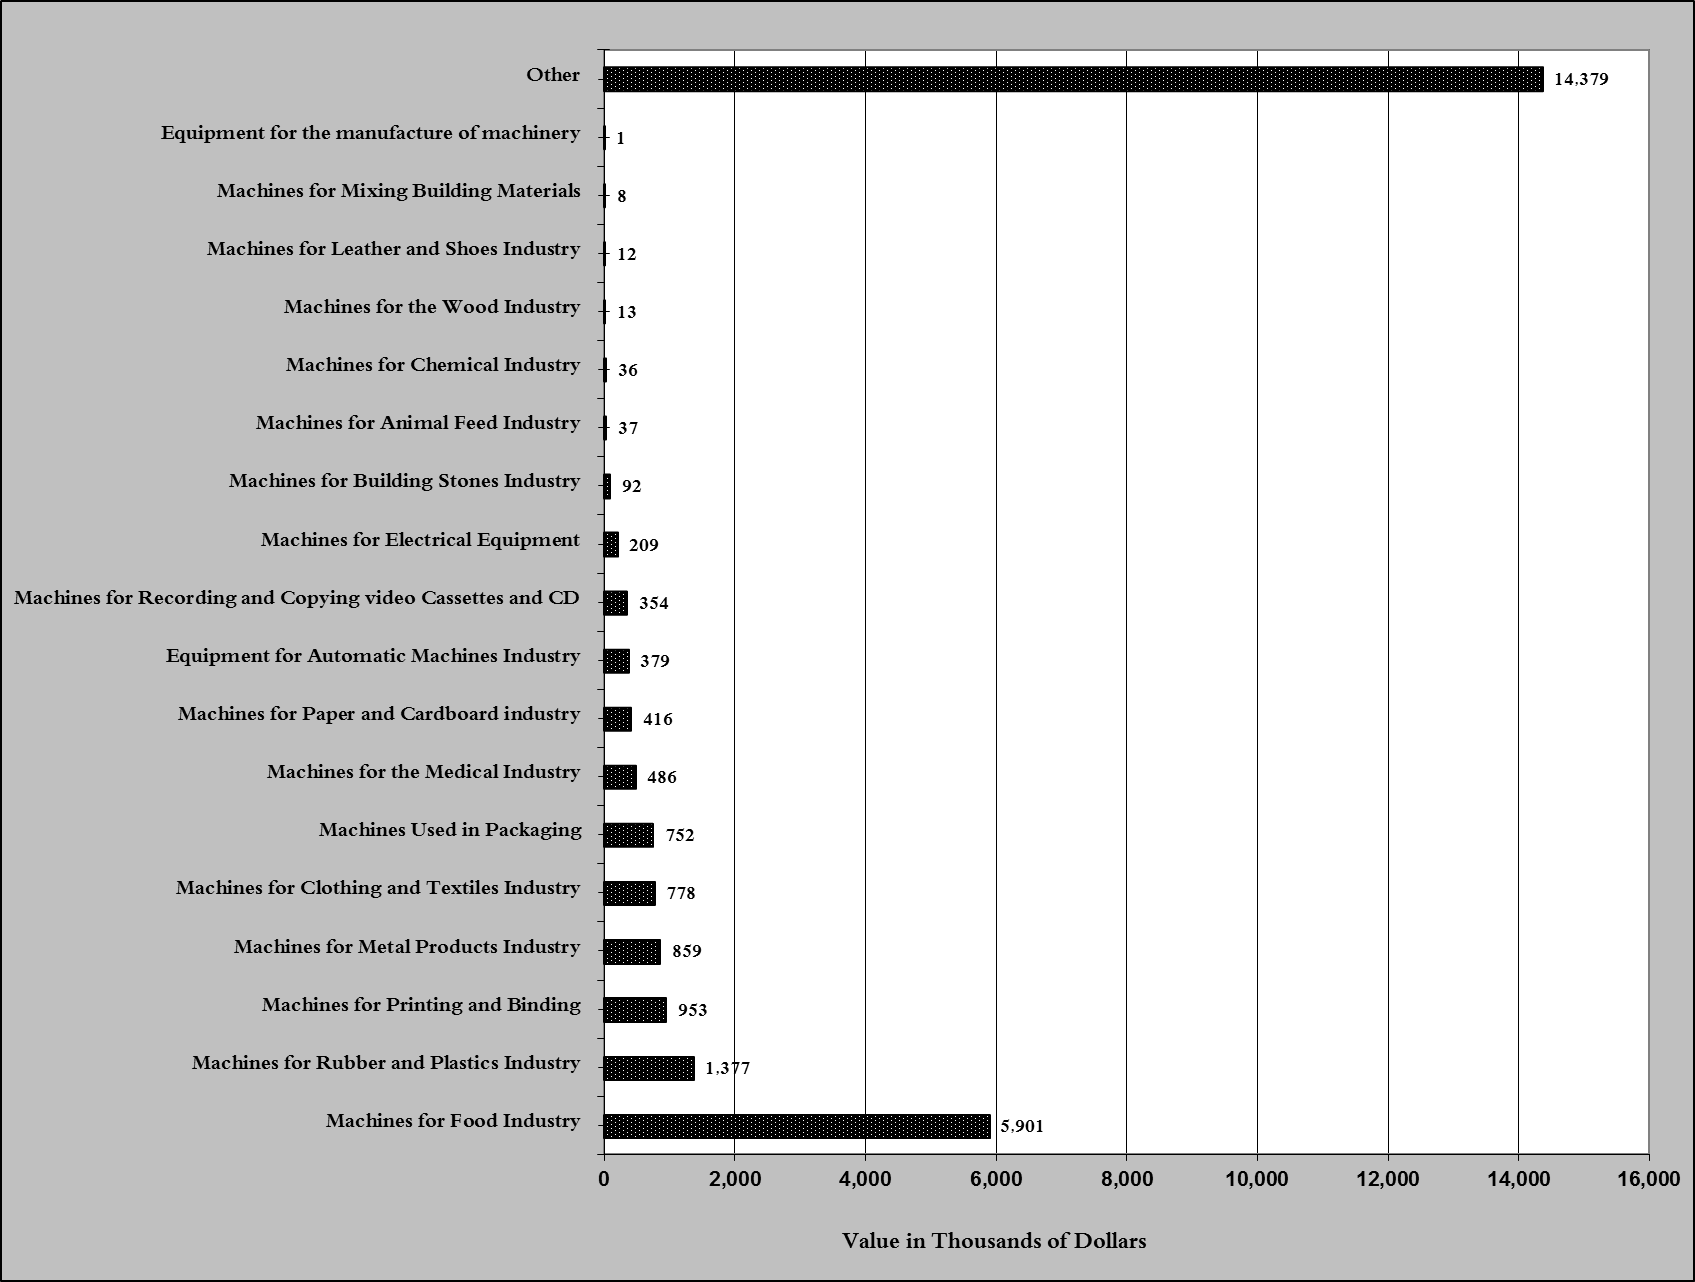 Other 14,379
Equipment for the manufacture of machinery 1
Machines for Mixing Building Materials 8
Machines for Leather and Shoes Industry 12
Machines for the Wood Industry 13
Machines for Chemical Industry 36
Machines for Animal Feed Industry 37
Machines for Building Stones Industry 92
Machines for Electrical Equipment 209
Machines for Recording and Copying video Cassettes and CD 354
Equipment for Automatic Machines Industry 379
Machines for Paper and Cardboard industry 416
Machines for the Medical Industry 486
Machines Used in Packaging 752
Machines for Clothing and Textiles Industry 778
Machines for Metal Products Industry 859
Machines for Printing and Binding 953
Machines for Rubber and Plastics Industry 1,377
Machines for Food Industry 5,901
0 2,000 4,000 6,000 8,000 10,000 12,000 14,000 16,000
Value in Thousands of Dollars